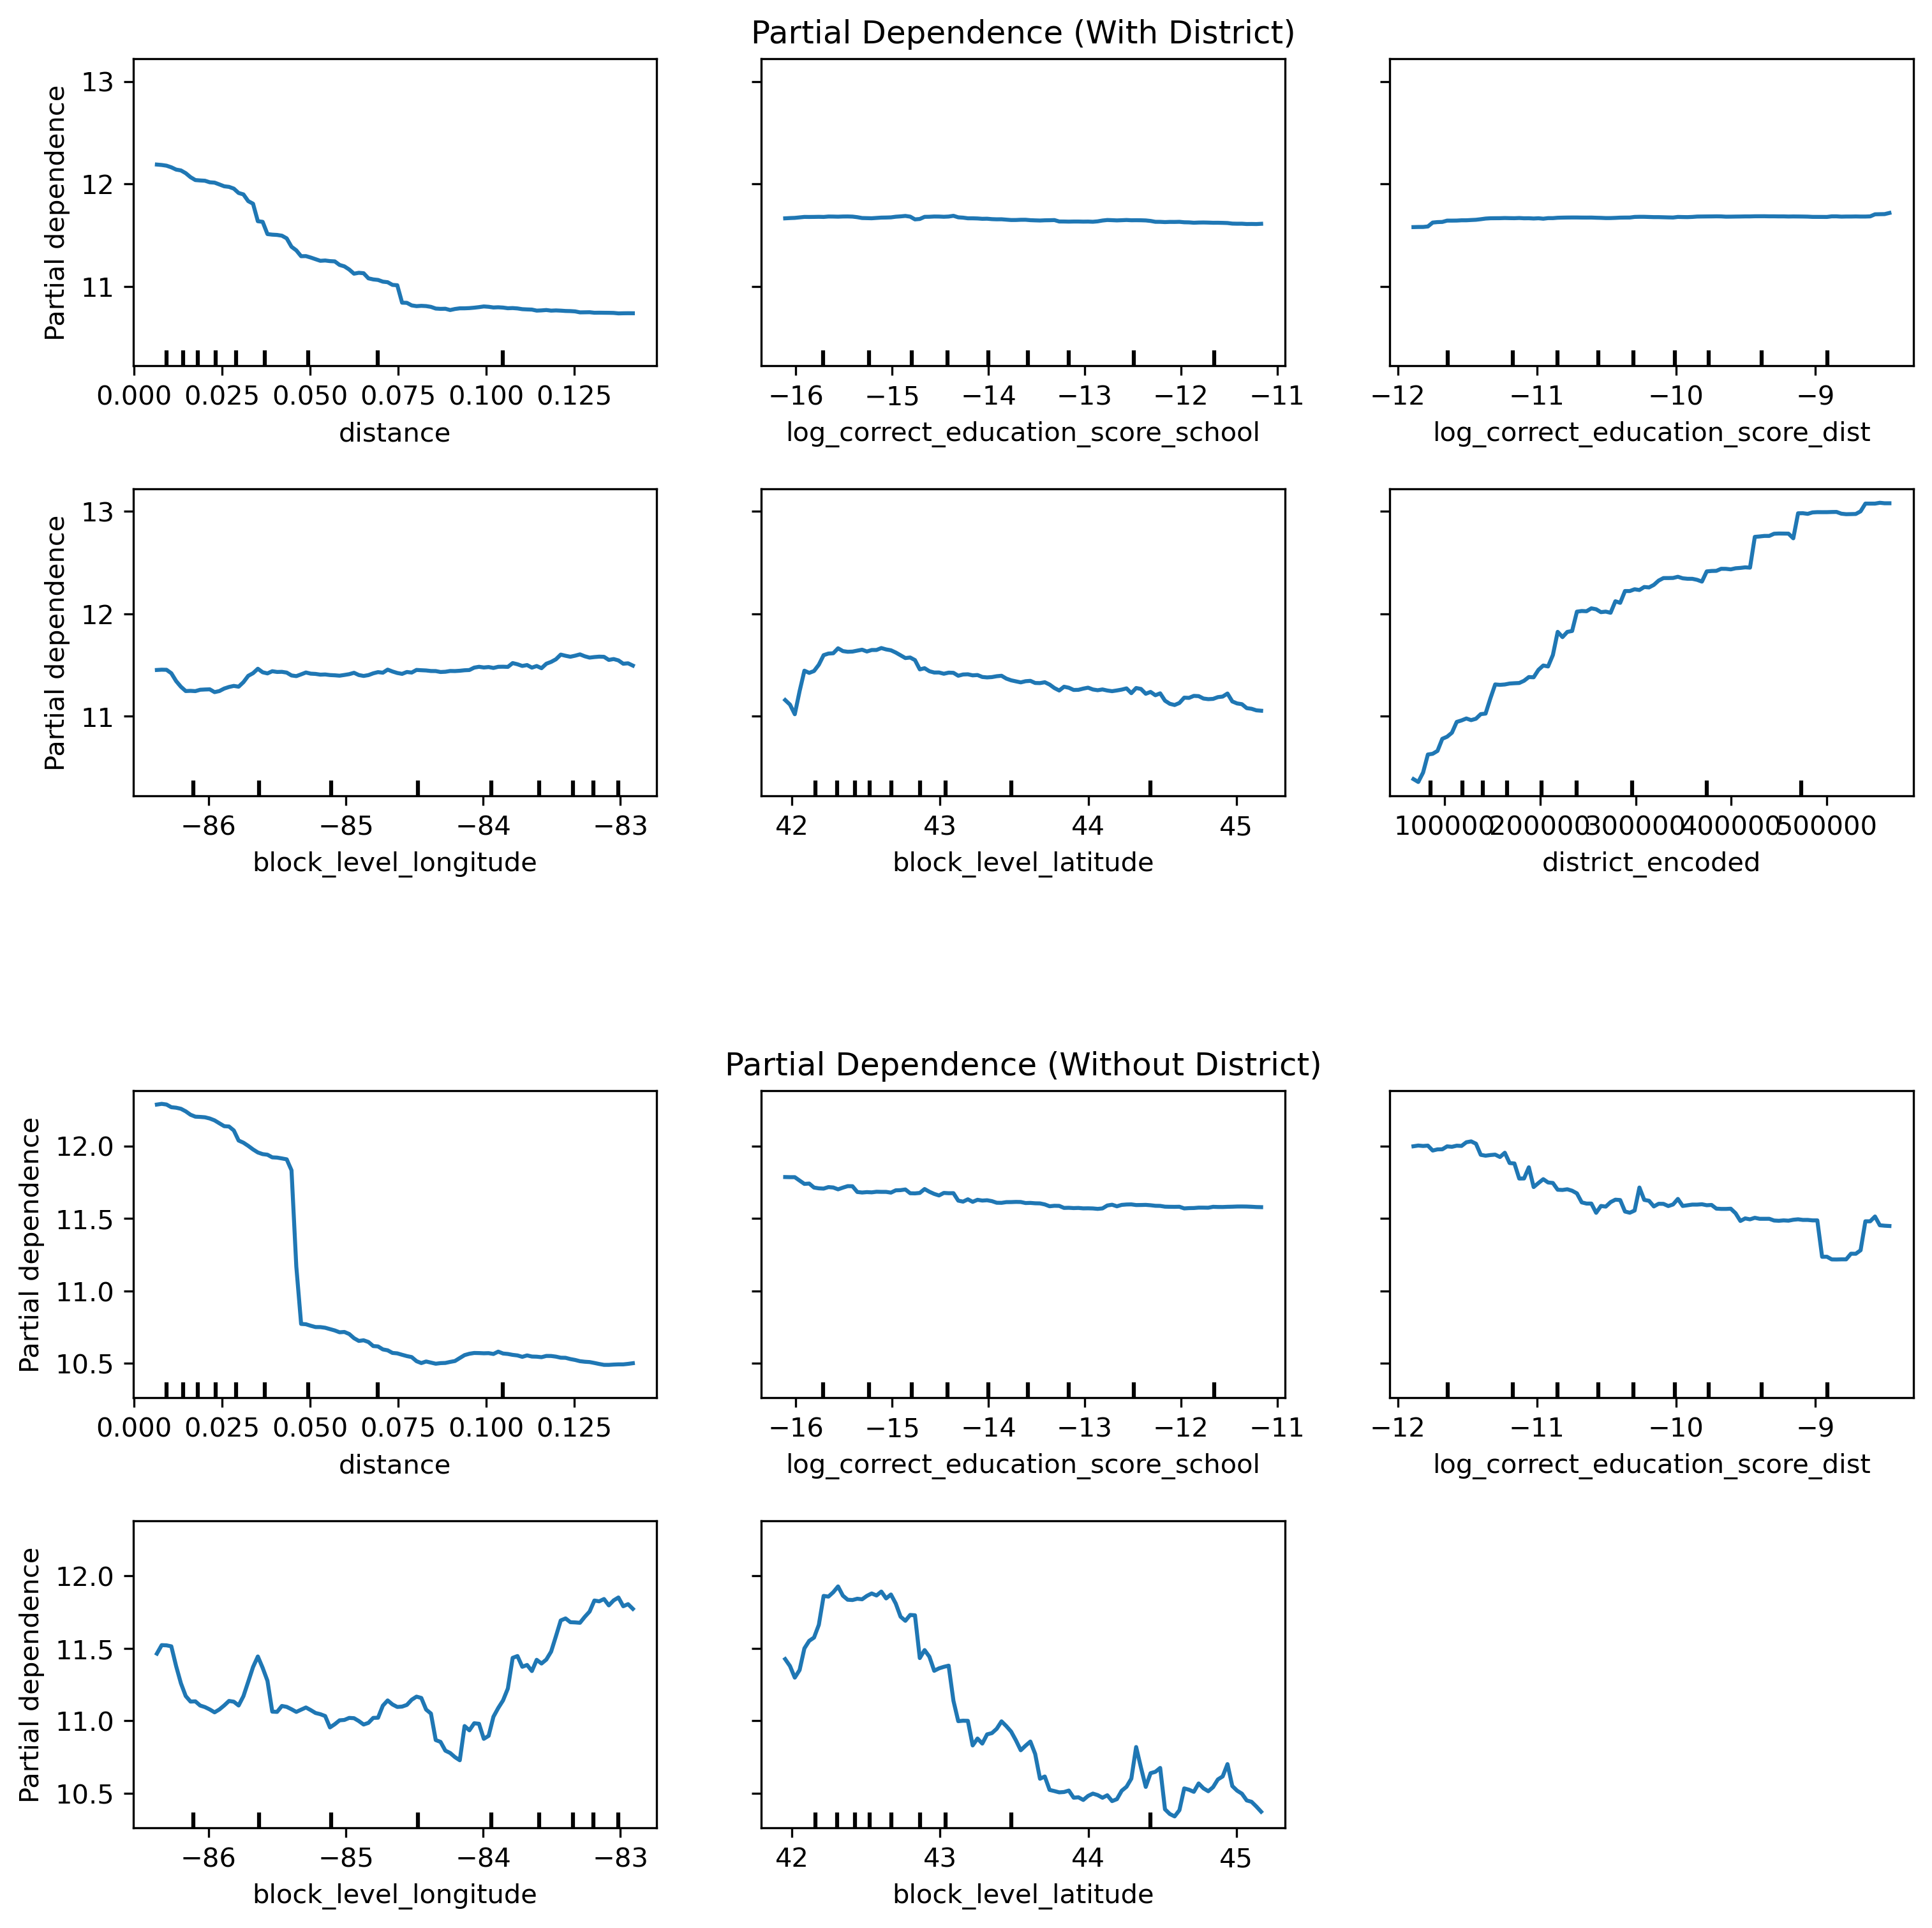 Partial Dependence (With District)
Partial dependence
13
12
11
0.000 0.025 0.050 0.075 0.100 0.125
distance
−16 −15 −14 −13 −12 −11
log_correct_education_score_school
−12 −11 −10 −9
log_correct_education_score_dist
Partial dependence
13
12
11
−86 −85 −84 −83
block_level_longitude
42 43 44 45
block_level_latitude
100000 200000 300000 400000 500000
district_encoded
Partial Dependence (Without District)
Partial dependence
12.0
11.5
11.0
10.5
0.000 0.025 0.050 0.075 0.100 0.125
distance
−16 −15 −14 −13 −12 −11
log_correct_education_score_school
−12 −11 −10 −9
log_correct_education_score_dist
Partial dependence
12.0
11.5
11.0
10.5
−86 −85 −84 −83
block_level_longitude
42 43 44 45
block_level_latitude